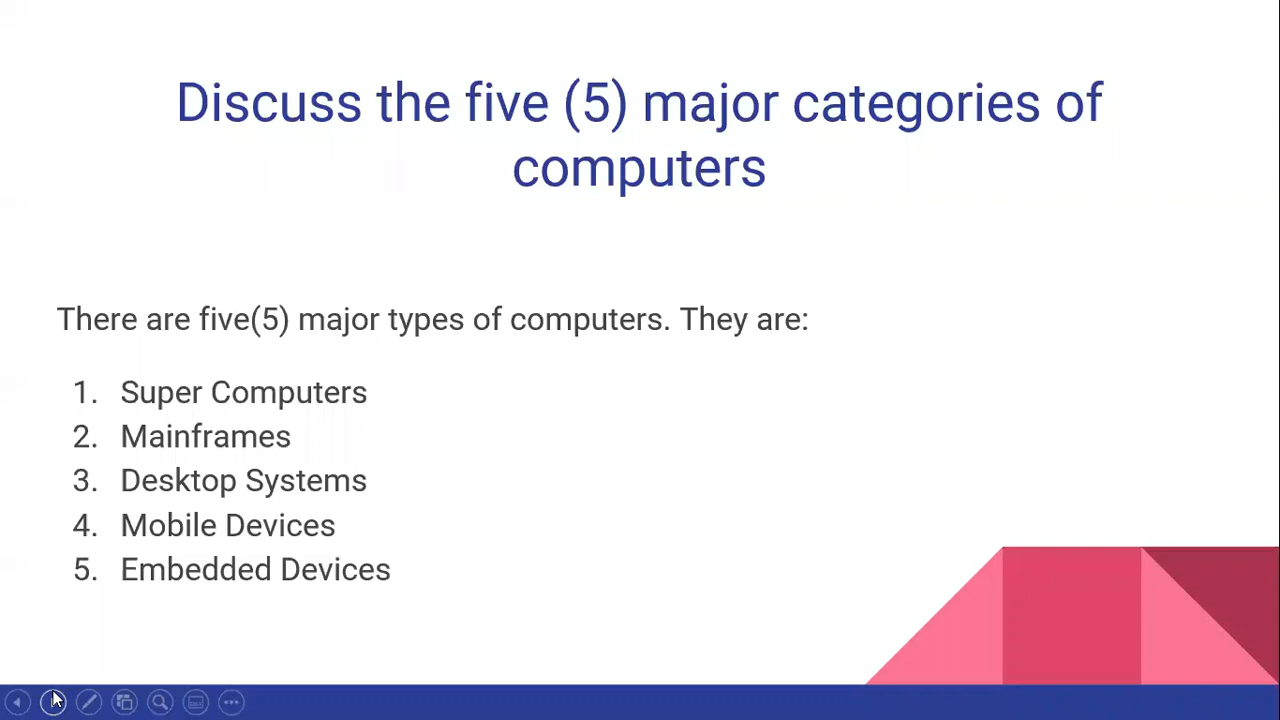 Discuss the five (5) major categories of
computers
There are five(5) major types of computers. They are:
1. Super Computers
2. Mainframes
3. Desktop Systems
4. Mobile Devices
5. Embedded Devices